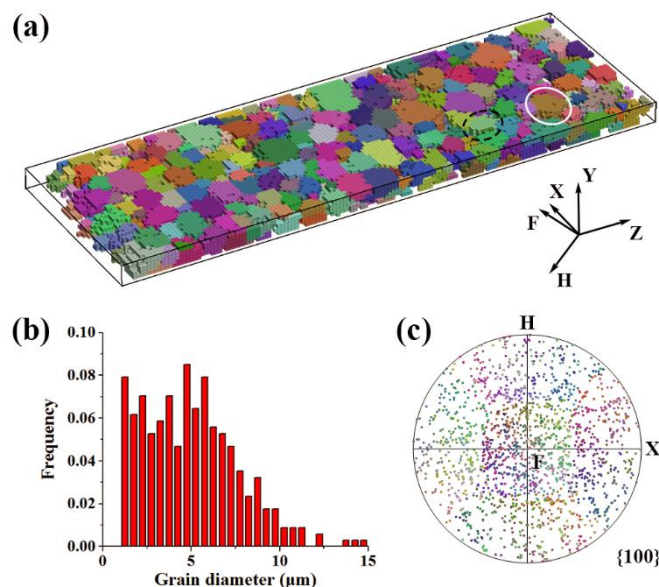 (a)
Y
X
F
Z
H
(b)
(c)
H
0.10
0.08
0.06
0.04
0.02
0.00
Frequency
0
5
10
15
Grain diameter (μm)
X
F
{100}